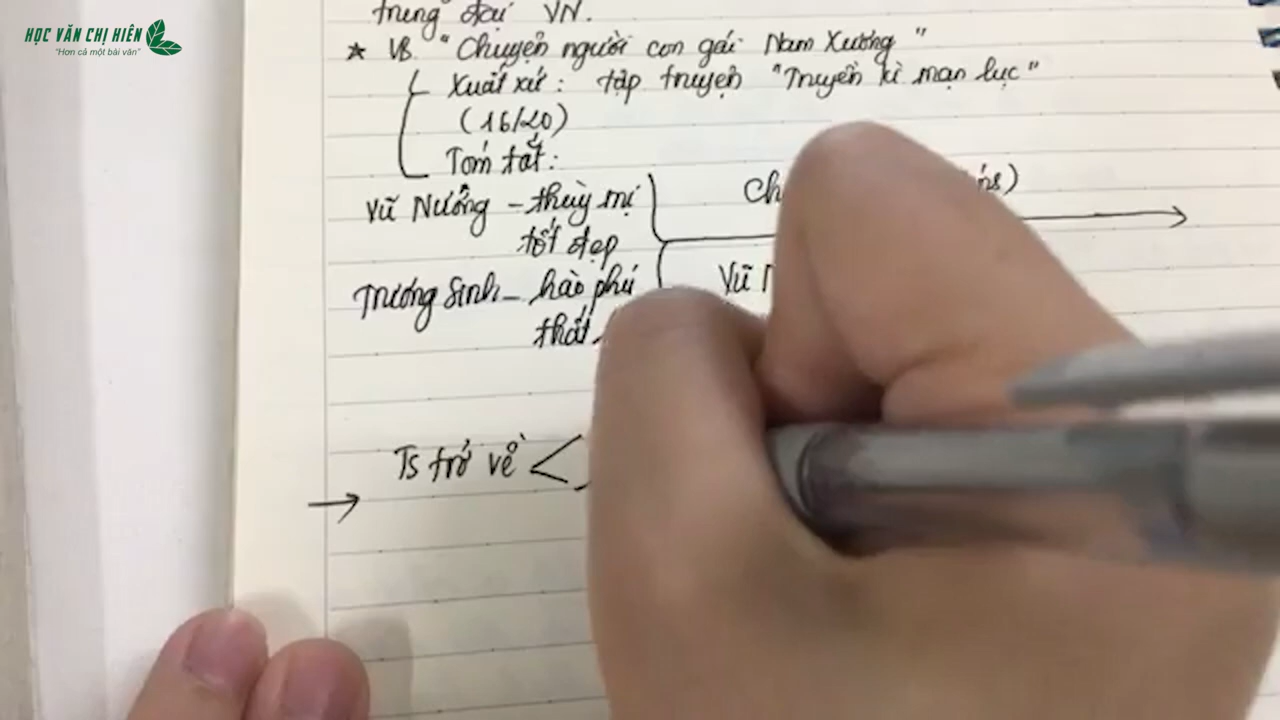 HỌC VĂN CHỊ HIÊN
"Hơn cả một bài văn"
trung đại VN.
* VB "Chuyện người con gái Nam Xương"
Xuất xứ: tập truyện "Truyền kì mạn lục"
(16/20)
Tóm tắt:
Vũ Nương - thùy mị
tốt đẹp
Trương Sinh - hào phú
thất
Vũ
TS trở về <
→